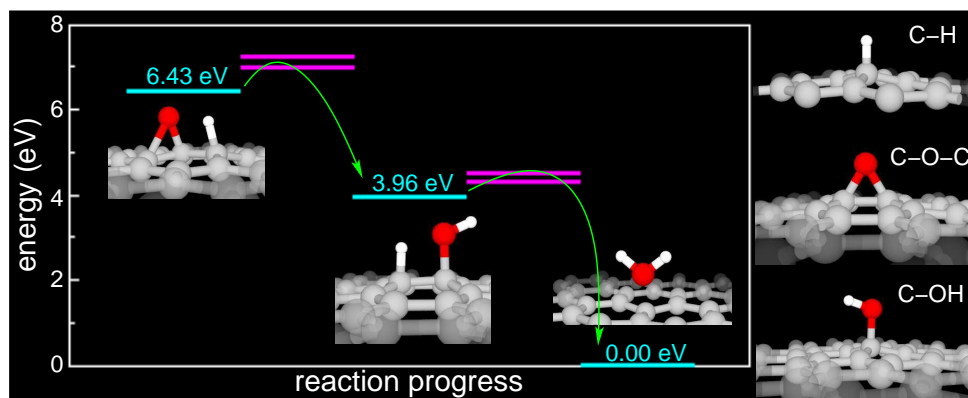 energy (eV)
8
6
4
2
0
6.43 eV
3.96 eV
0.00 eV
reaction progress
C–H
C–O–C
C–OH